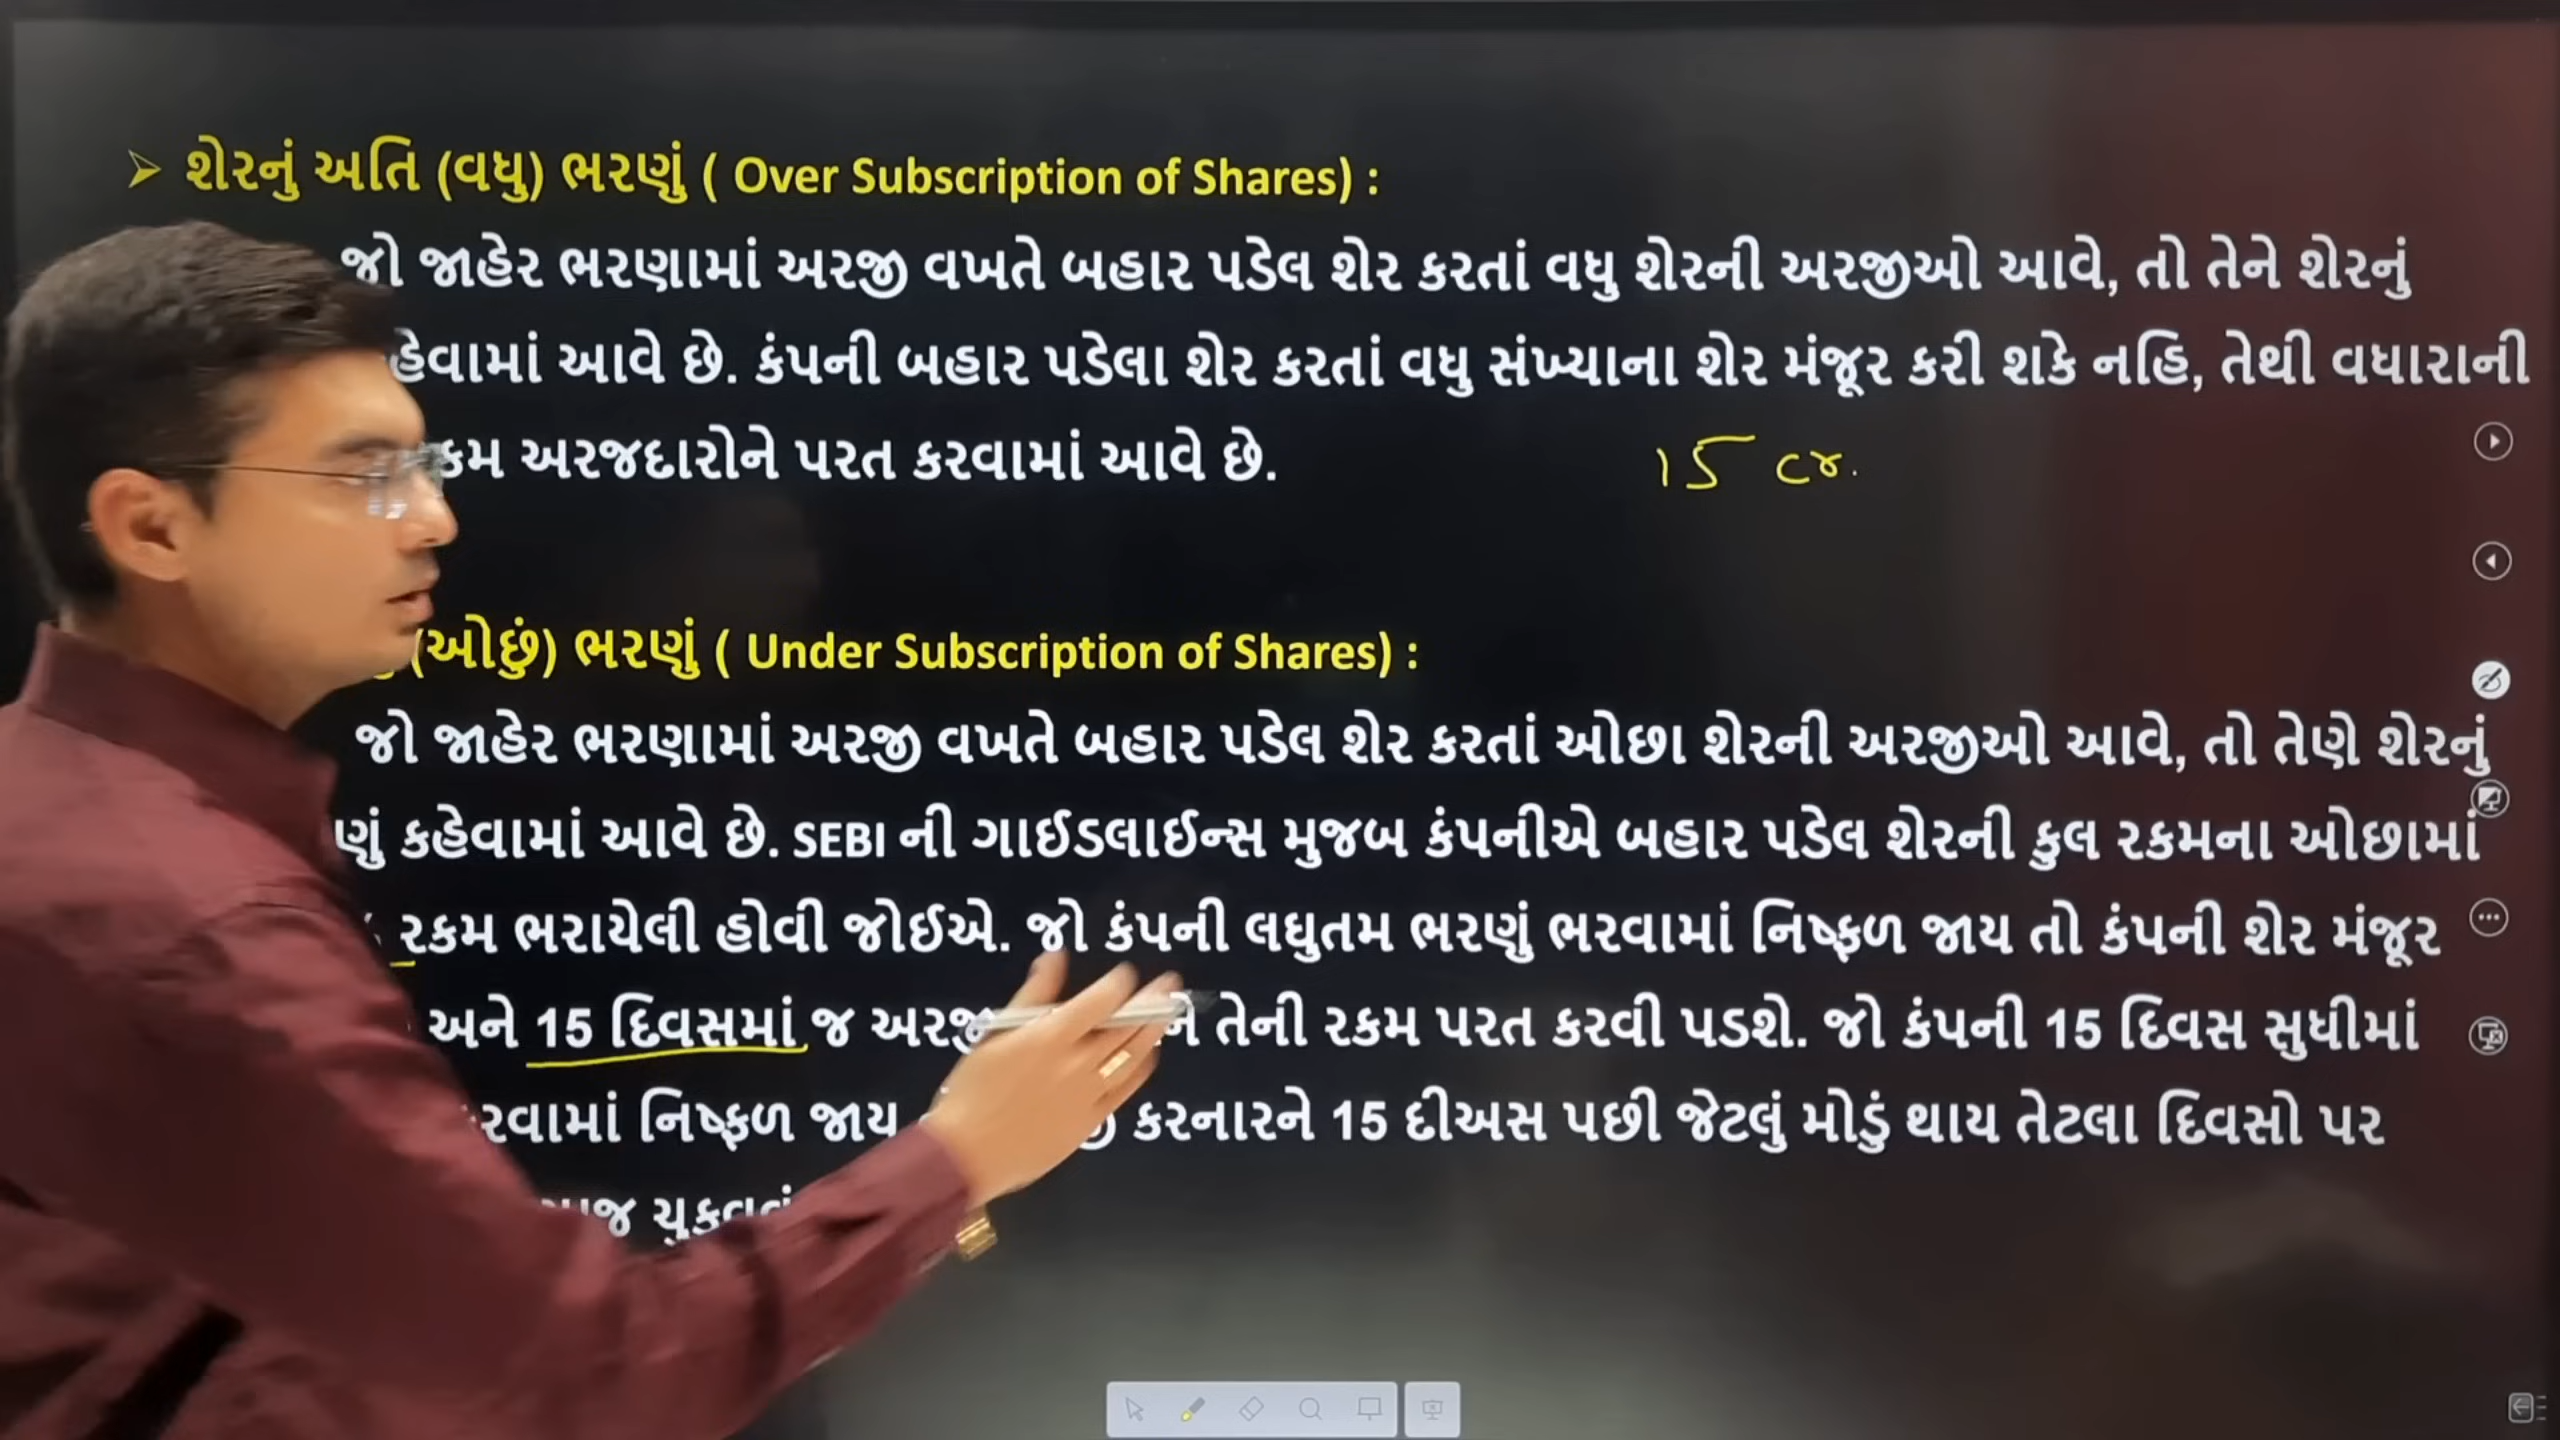 ➢ શેરનું અતિ (વધુ) ભરણું ( Over Subscription of Shares) :
જો જાહેર ભરણામાં અરજી વખતે બહાર પડેલ શેર કરતાં વધુ શેરની અરજીઓ આવે, તો તેને શેરનું
કહેવામાં આવે છે. કંપની બહાર પડેલા શેર કરતાં વધુ સંખ્યાના શેર મંજૂર કરી શકે નહિ, તેથી વધારાની
રકમ અરજદારોને પરત કરવામાં આવે છે.
15 cr.
(ઓછું) ભરણું ( Under Subscription of Shares) :
જો જાહેર ભરણામાં અરજી વખતે બહાર પડેલ શેર કરતાં ઓછા શેરની અરજીઓ આવે, તો તેણે શેરનું
કહેવામાં આવે છે. SEBI ની ગાઈડલાઈન્સ મુજબ કંપનીએ બહાર પડેલ શેરની કુલ રકમના ઓછામાં
રકમ ભરાયેલી હોવી જોઈએ. જો કંપની લઘુતમ ભરણું ભરવામાં નિષ્ફળ જાય તો કંપની શેર મંજૂર
અને 15 દિવસમાં જ તેની રકમ પરત કરવી પડશે. જો કંપની 15 દિવસ સુધીમાં
નિષ્ફળ જાય કરનારને 15 દીઅસ પછી જેટલું મોડું થાય તેટલા દિવસો પર